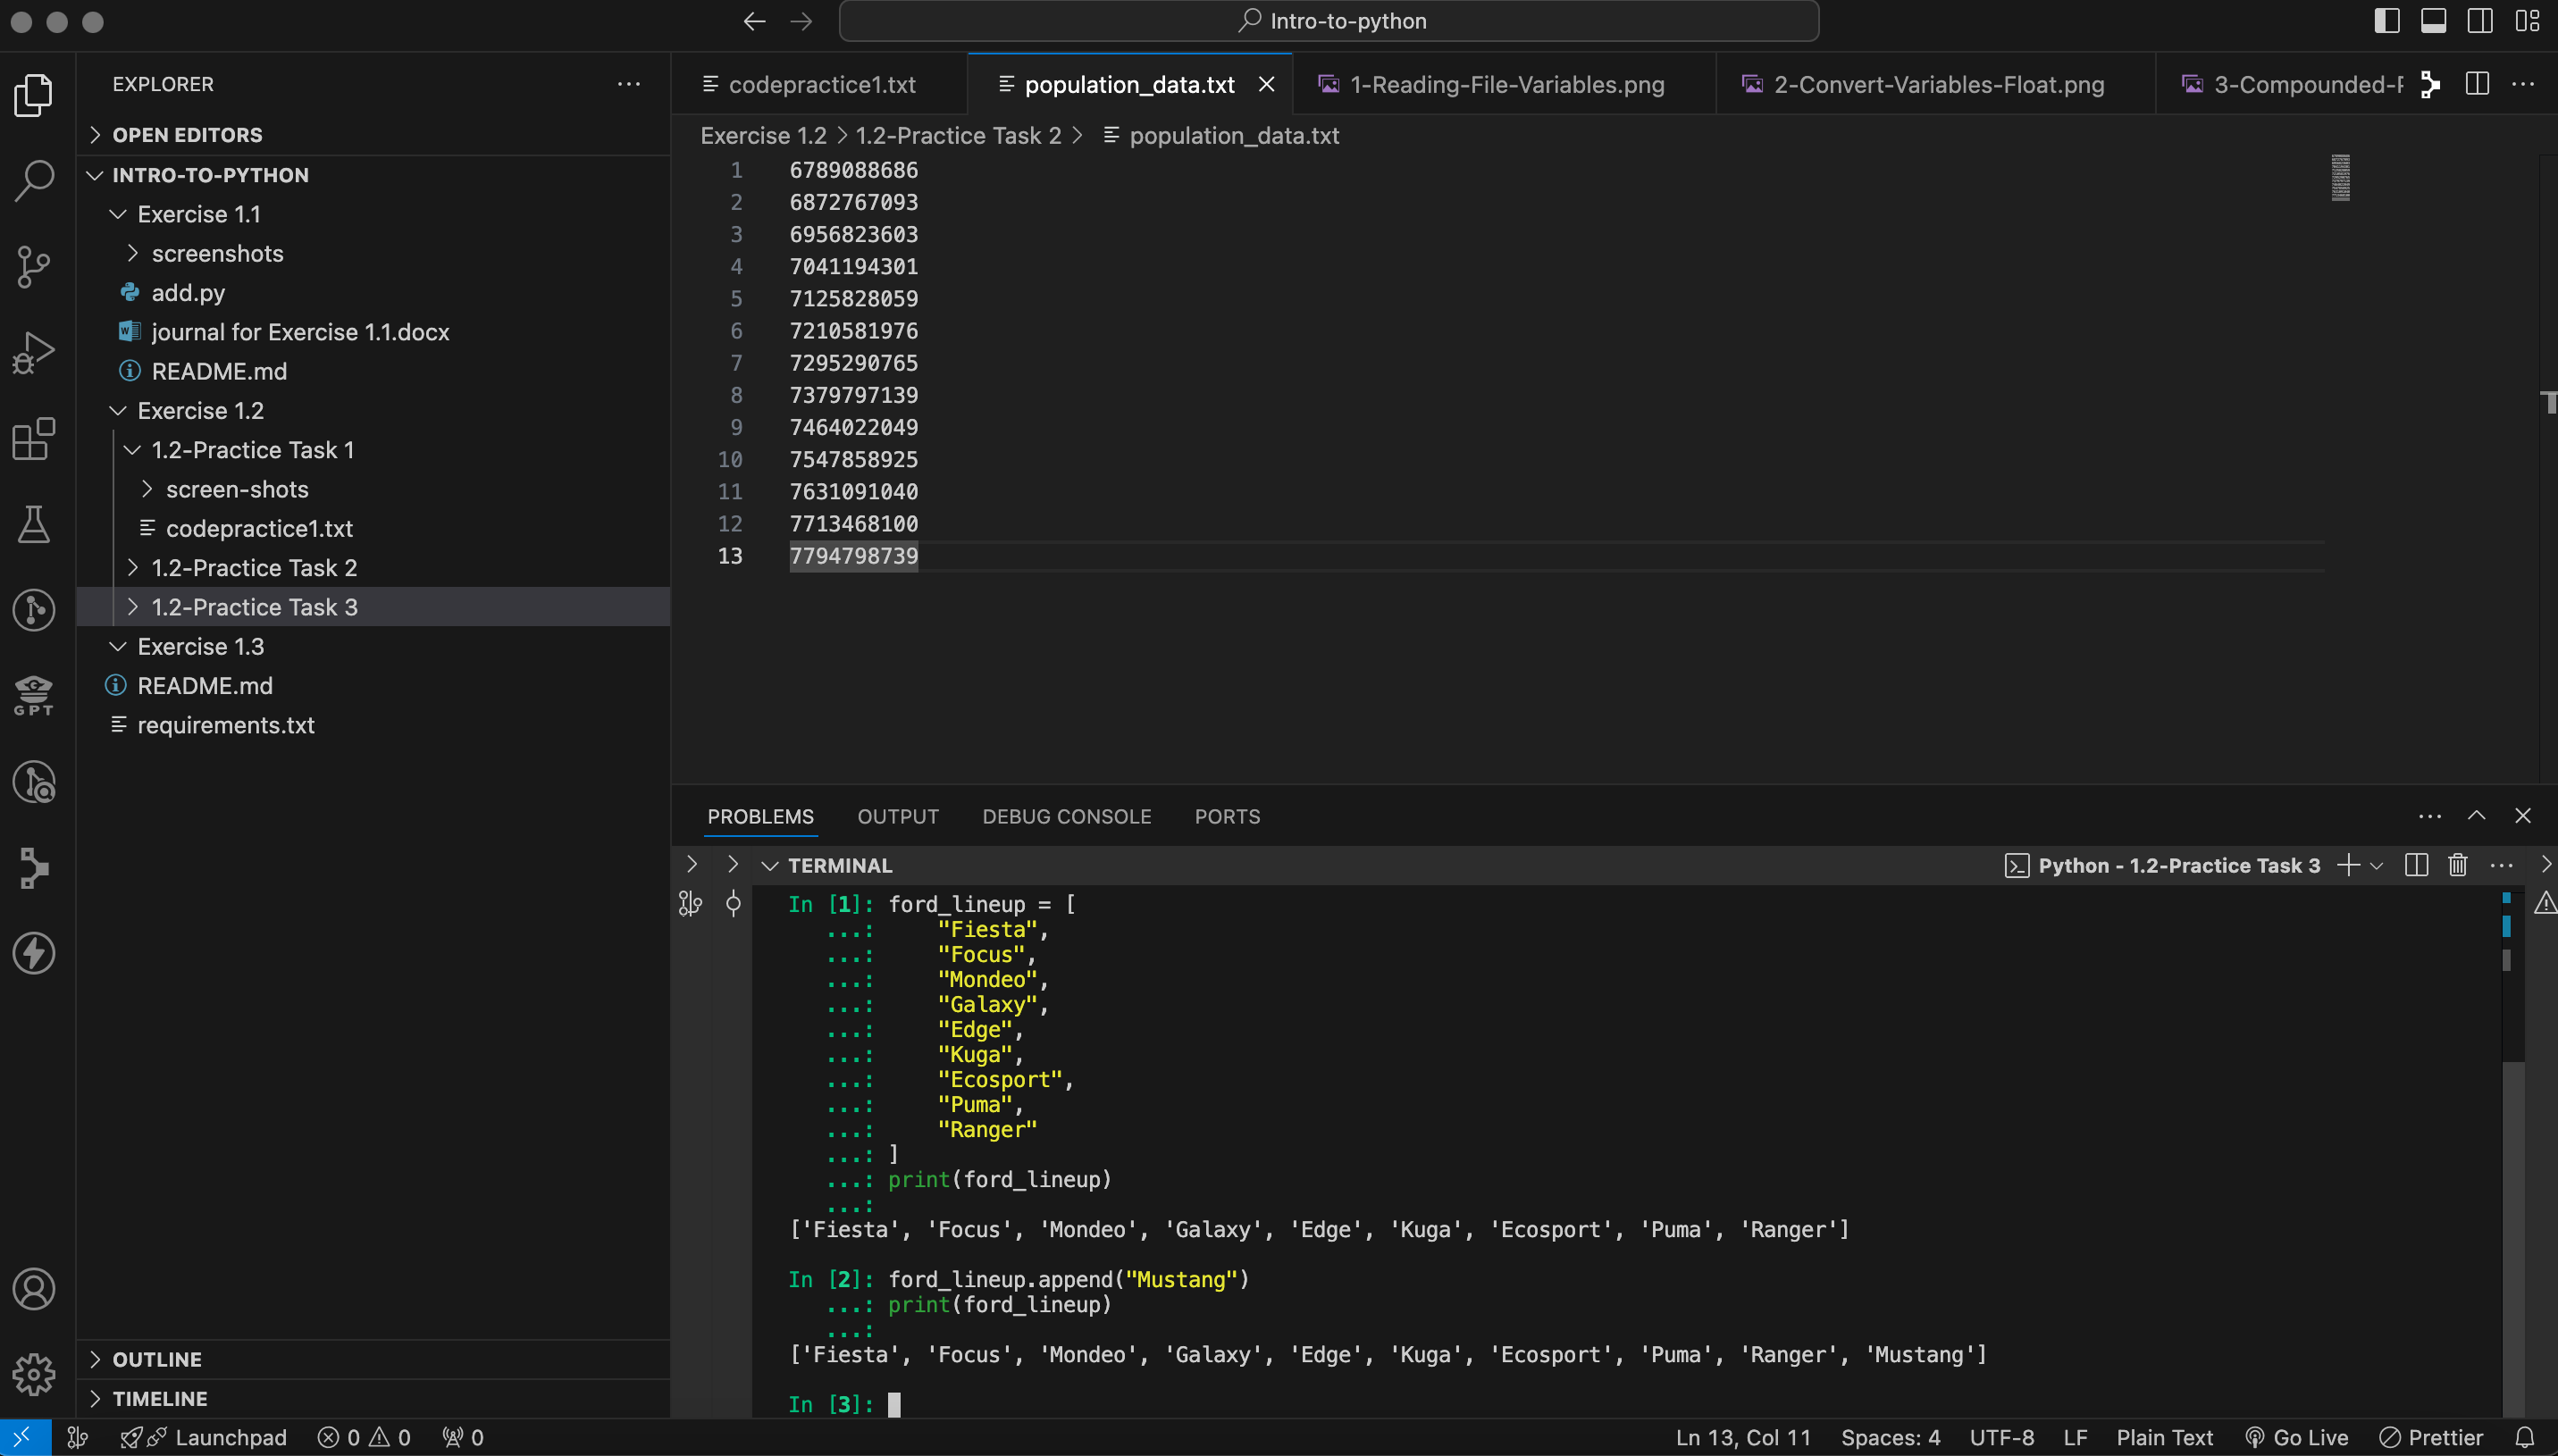 Intro-to-python
EXPLORER
OPEN EDITORS
INTRO-TO-PYTHON
Exercise 1.1
screenshots
add.py
journal for Exercise 1.1.docx
README.md
Exercise 1.2
1.2-Practice Task 1
screen-shots
codepractice1.txt
1.2-Practice Task 2
1.2-Practice Task 3
Exercise 1.3
README.md
requirements.txt
OUTLINE
TIMELINE
GPT
codepractice1.txt
population_data.txt
1-Reading-File-Variables.png
2-Convert-Variables-Float.png
3-Compounded-F
Exercise 1.2 > 1.2-Practice Task 2 > population_data.txt
1 6789088686
2 6872767093
3 6956823603
4 7041194301
5 7125828059
6 7210581976
7 7295290765
8 7379797139
9 7464022049
10 7547858925
11 7631091040
12 7713468100
13 7794798739
PROBLEMS OUTPUT DEBUG CONSOLE PORTS
TERMINAL
Python - 1.2-Practice Task 3
In [1]: ford_lineup = [
...: "Fiesta",
...: "Focus",
...: "Mondeo",
...: "Galaxy",
...: "Edge",
...: "Kuga",
...: "Ecosport",
...: "Puma",
...: "Ranger"
...: ]
...: print(ford_lineup)
...:
['Fiesta', 'Focus', 'Mondeo', 'Galaxy', 'Edge', 'Kuga', 'Ecosport', 'Puma', 'Ranger']
In [2]: ford_lineup.append("Mustang")
...: print(ford_lineup)
...:
['Fiesta', 'Focus', 'Mondeo', 'Galaxy', 'Edge', 'Kuga', 'Ecosport', 'Puma', 'Ranger', 'Mustang']
In [3]:
Launchpad 0 0 0 Ln 13, Col 11 Spaces: 4 UTF-8 LF Plain Text Go Live Prettier